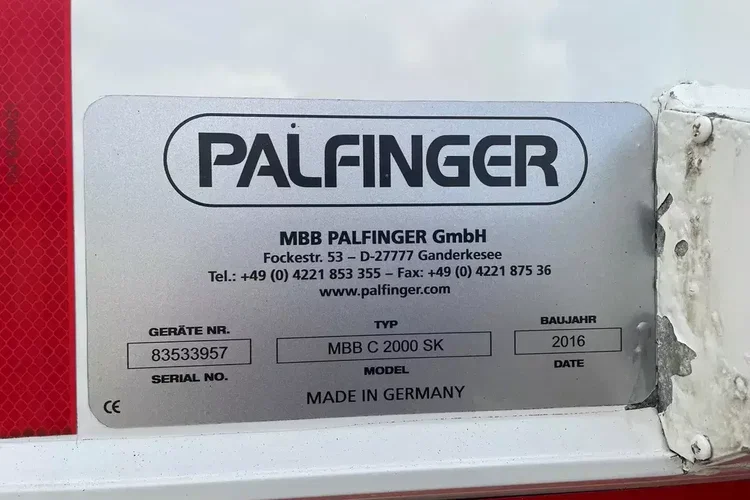 PALFINGER
MBB PALFINGER GmbH
Fockestr. 53 – D-27777 Ganderkesee
Tel.: +49 (0) 4221 853 355 – Fax: +49 (0) 4221 875 36
www.palfinger.com
GERÄTE NR. TYP BAUJAHR
83533957 MBB C 2000 SK 2016
SERIAL NO. MODEL DATE
CE MADE IN GERMANY